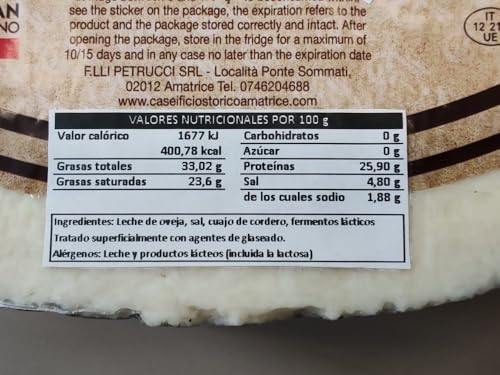 AN
NO
see the sticker on the package, the expiration refers to the
product and the package stored correctly and intact. After
opening the package, store in the fridge for a maximum of
10/15 days and in any case no later than the expiration date
F.LLI PETRUCCI SRL - Località Ponte Sommati,
02012 Amatrice Tel. 0746204688
www.caseificiostoricoamatrice.com
IT
12 21
UE
VALORES NUTRICIONALES POR 100 g
Valor calórico 1677 kJ
400,78 kcal
Grasas totales 33,02 g
Grasas saturadas 23,6 g
Carbohidratos 0 g
Azúcar 0 g
Proteínas 25,90 g
Sal 4,80 g
de los cuales sodio 1,88 g
Ingredientes: Leche de oveja, sal, cuajo de cordero, fermentos lácticos
Tratado superficialmente con agentes de glaseado.
Alérgenos: Leche y productos lácteos (incluida la lactosa)